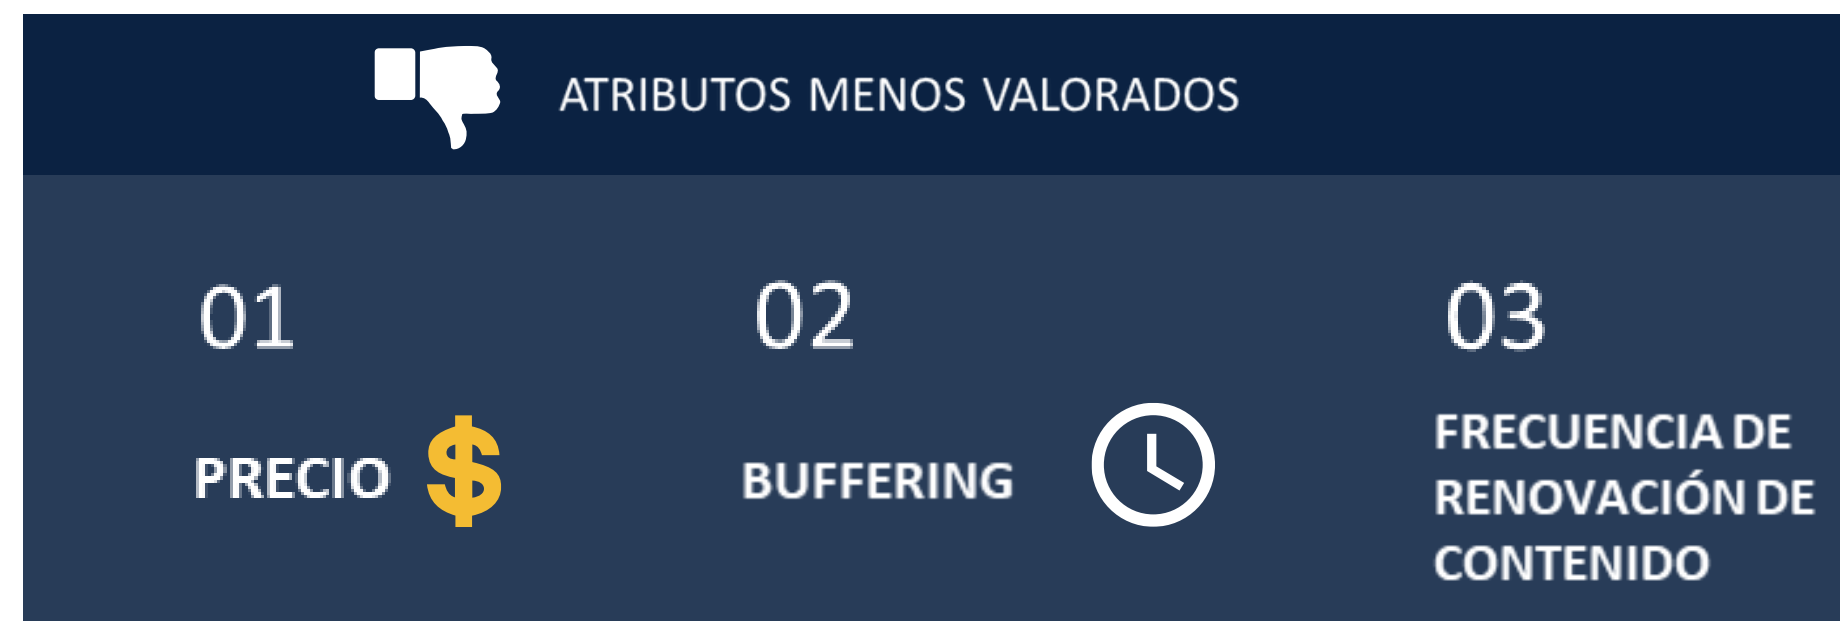 ATRIBUTOS MENOS VALORADOS
01
PRECIO $
02
BUFFERING
03
FRECUENCIA DE
RENOVACIÓN DE
CONTENIDO